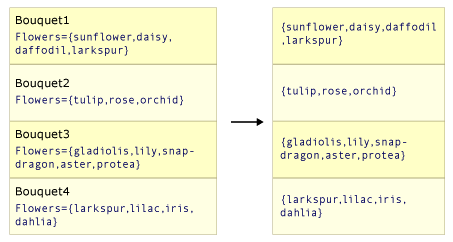 Bouquet1
Flowers={sunflower,daisy,
daffodil,larkspur}
Bouquet2
Flowers={tulip,rose,orchid}
Bouquet3
Flowers={gladiolis,lily,snap-
dragon,aster,protea}
Bouquet4
Flowers={larkspur,lilac,iris,
dahlia}
{sunflower,daisy,daffodil
,larkspur}
{tulip,rose,orchid}
{gladiolis,lily,snap-
dragon,aster,protea}
{larkspur,lilac,iris,
dahlia}